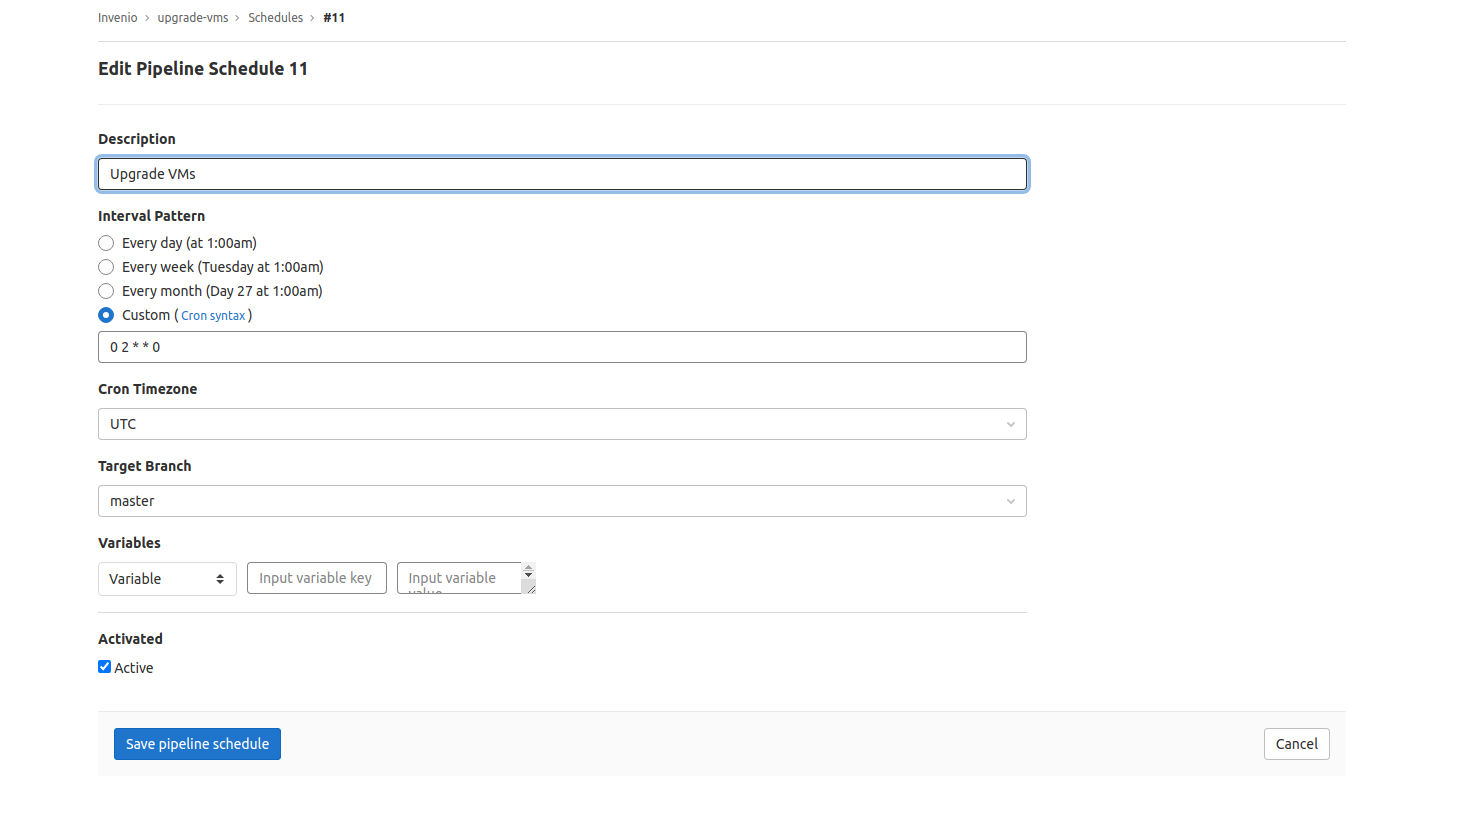 Invenio › upgrade-vms › Schedules › #11
Edit Pipeline Schedule 11
Description
Upgrade VMs
Interval Pattern
Every day (at 1:00am)
Every week (Tuesday at 1:00am)
Every month (Day 27 at 1:00am)
Custom ( Cron syntax )
0 2 * * 0
Cron Timezone
UTC
Target Branch
master
Variables
Variable Input variable key Input variable
value
Activated
Active
Save pipeline schedule Cancel